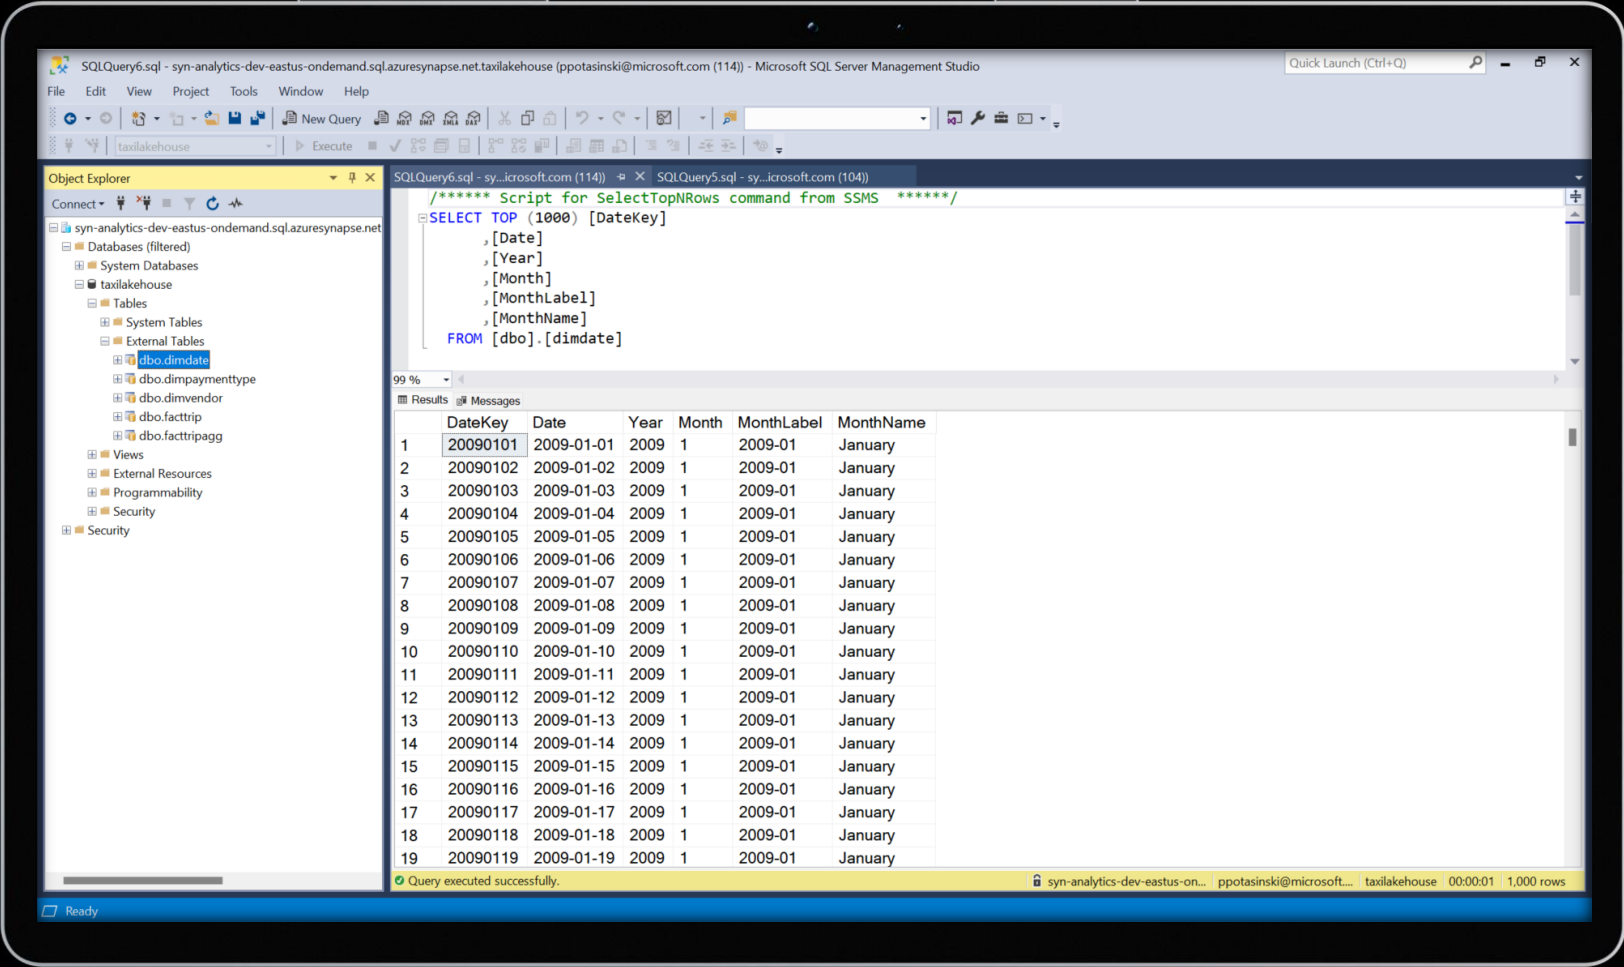 SQLQuery6.sql - syn-analytics-dev-eastus-ondemand.sql.azuresynapse.net.taxilakehouse (ppotasinski@microsoft.com (114)) - Microsoft SQL Server Management Studio
Quick Launch (Ctrl+Q)
File Edit View Project Tools Window Help
New Query MDX DMX XMLA DAX
taxilakehouse Execute
Object Explorer
Connect
syn-analytics-dev-eastus-ondemand.sql.azuresynapse.net
Databases (filtered)
System Databases
taxilakehouse
Tables
System Tables
External Tables
dbo.dimdate
dbo.dimpaymenttype
dbo.dimvendor
dbo.facttrip
dbo.facttripagg
Views
External Resources
Programmability
Security
Security
SQLQuery6.sql - sy...icrosoft.com (114)) SQLQuery5.sql - sy...icrosoft.com (104))
/****** Script for SelectTopNRows command from SSMS ******/
SELECT TOP (1000) [DateKey]
,[Date]
,[Year]
,[Month]
,[MonthLabel]
,[MonthName]
FROM [dbo].[dimdate]
99 %
Results Messages
DateKey Date Year Month MonthLabel MonthName
1 20090101 2009-01-01 2009 1 2009-01 January
2 20090102 2009-01-02 2009 1 2009-01 January
3 20090103 2009-01-03 2009 1 2009-01 January
4 20090104 2009-01-04 2009 1 2009-01 January
5 20090105 2009-01-05 2009 1 2009-01 January
6 20090106 2009-01-06 2009 1 2009-01 January
7 20090107 2009-01-07 2009 1 2009-01 January
8 20090108 2009-01-08 2009 1 2009-01 January
9 20090109 2009-01-09 2009 1 2009-01 January
10 20090110 2009-01-10 2009 1 2009-01 January
11 20090111 2009-01-11 2009 1 2009-01 January
12 20090112 2009-01-12 2009 1 2009-01 January
13 20090113 2009-01-13 2009 1 2009-01 January
14 20090114 2009-01-14 2009 1 2009-01 January
15 20090115 2009-01-15 2009 1 2009-01 January
16 20090116 2009-01-16 2009 1 2009-01 January
17 20090117 2009-01-17 2009 1 2009-01 January
18 20090118 2009-01-18 2009 1 2009-01 January
19 20090119 2009-01-19 2009 1 2009-01 January
Query executed successfully. syn-analytics-dev-eastus-on... ppotasinski@microsoft.... taxilakehouse 00:00:01 1,000 rows
Ready